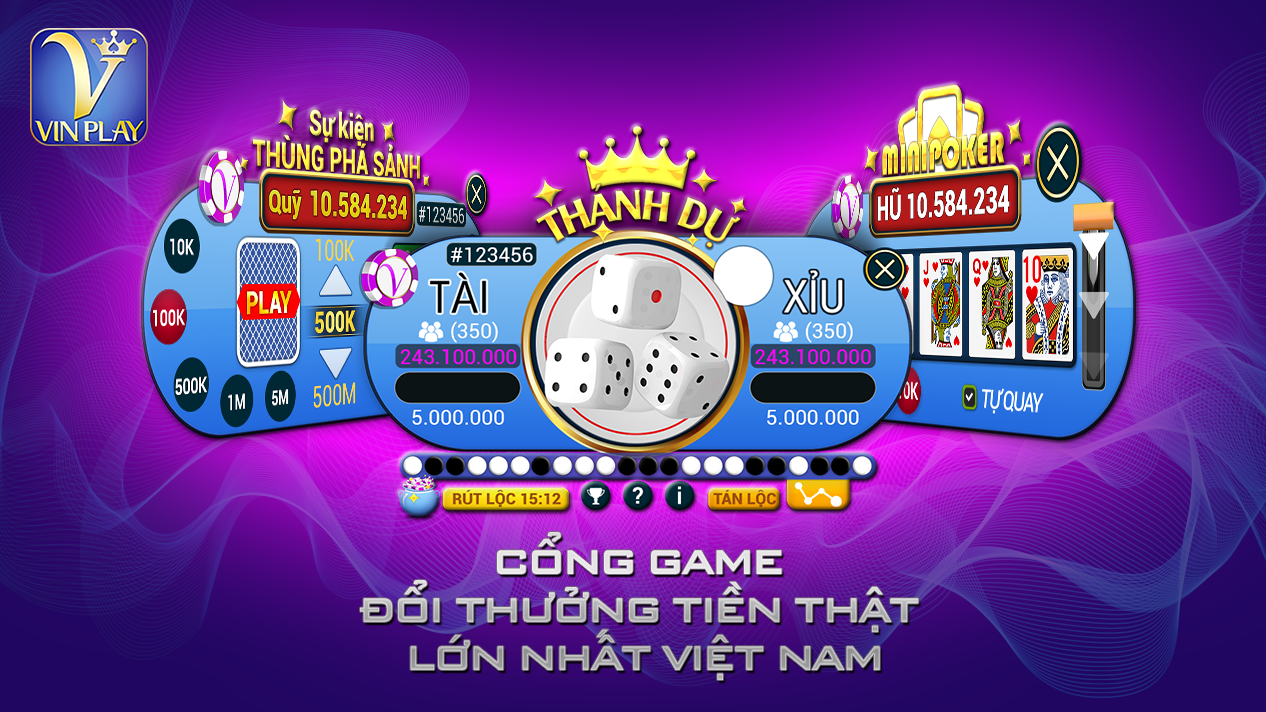 V
VIN PLAY
Sự kiện
THÙNG PHÁ SẢNH
Quỹ 10.584.234
#123456
X
10K
100K
500K
1M
5M
PLAY
100K
500K
500M
V
THÁNH DỰ
#123456
V
TÀI
(350)
243.100.000
5.000.000
XỈU
(350)
243.100.000
5.000.000
X
MINIPOKER
HŨ 10.584.234
X
J
Q
10
0K
TỰ QUAY
RÚT LỘC 15:12
?
i
TÁN LỘC
CỔNG GAME
ĐỔI THƯỞNG TIỀN THẬT
LỚN NHẤT VIỆT NAM